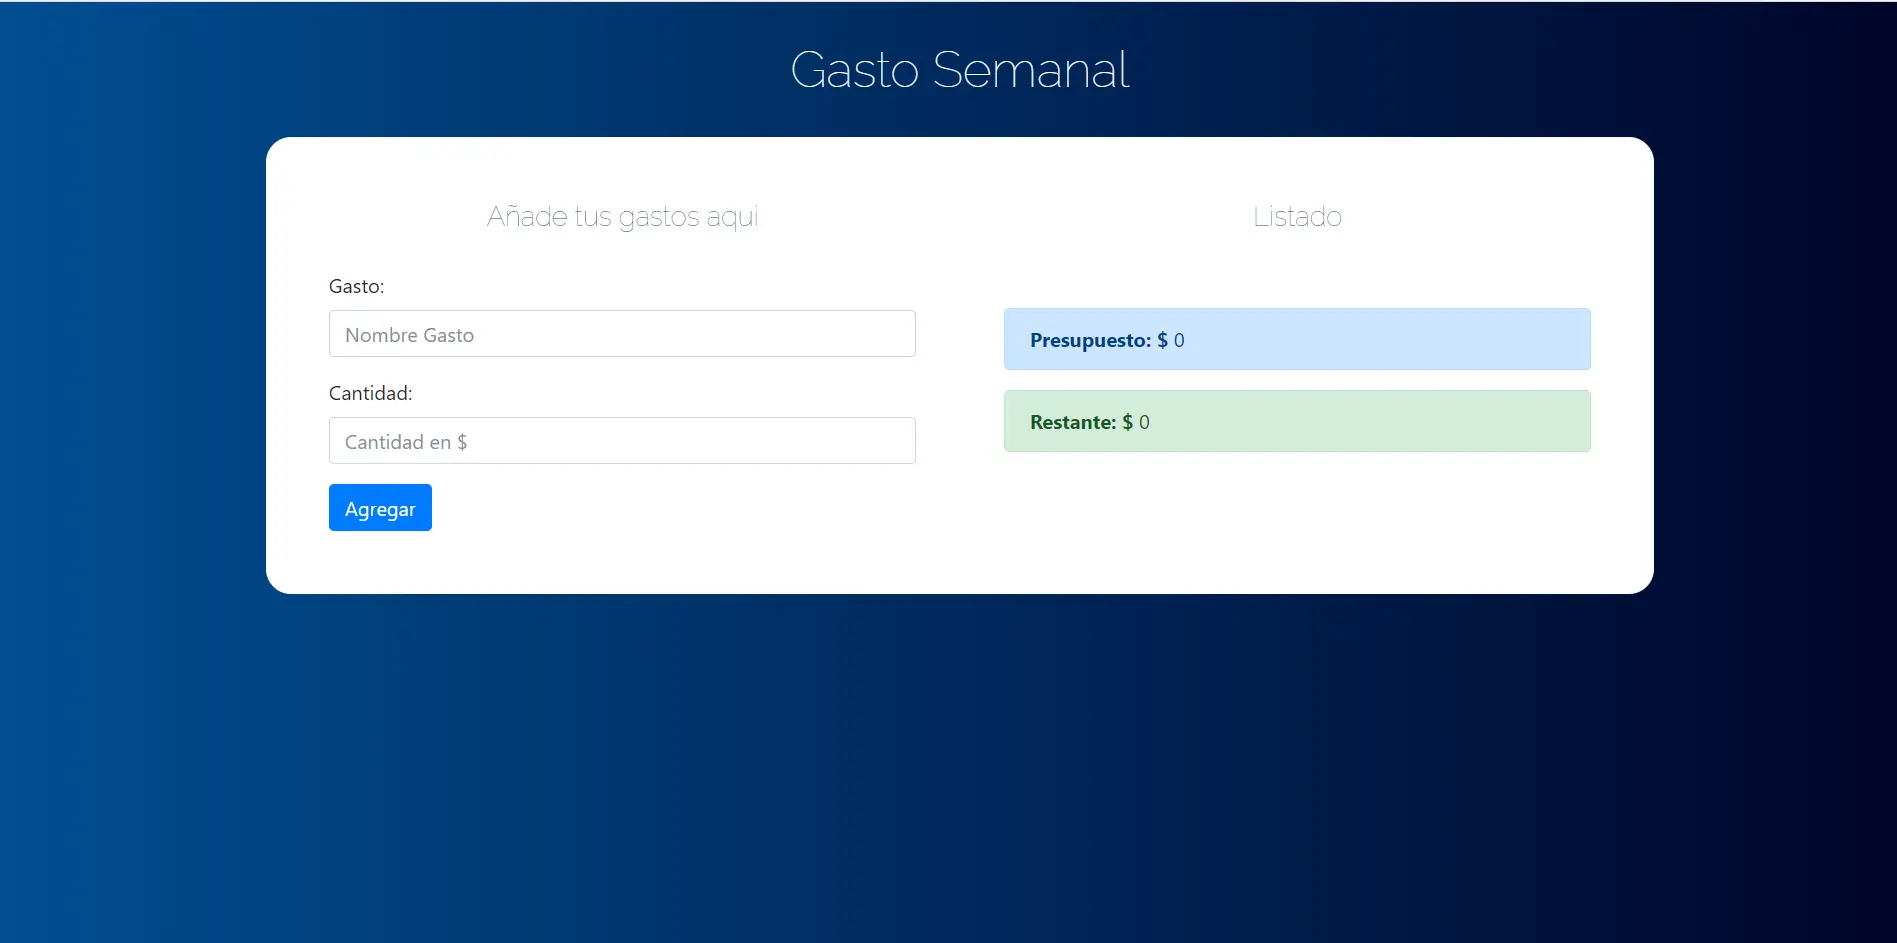 Gasto Semanal
Añade tus gastos aqui
Gasto:
Nombre Gasto
Cantidad:
Cantidad en $
Agregar
Listado
Presupuesto: $ 0
Restante: $ 0